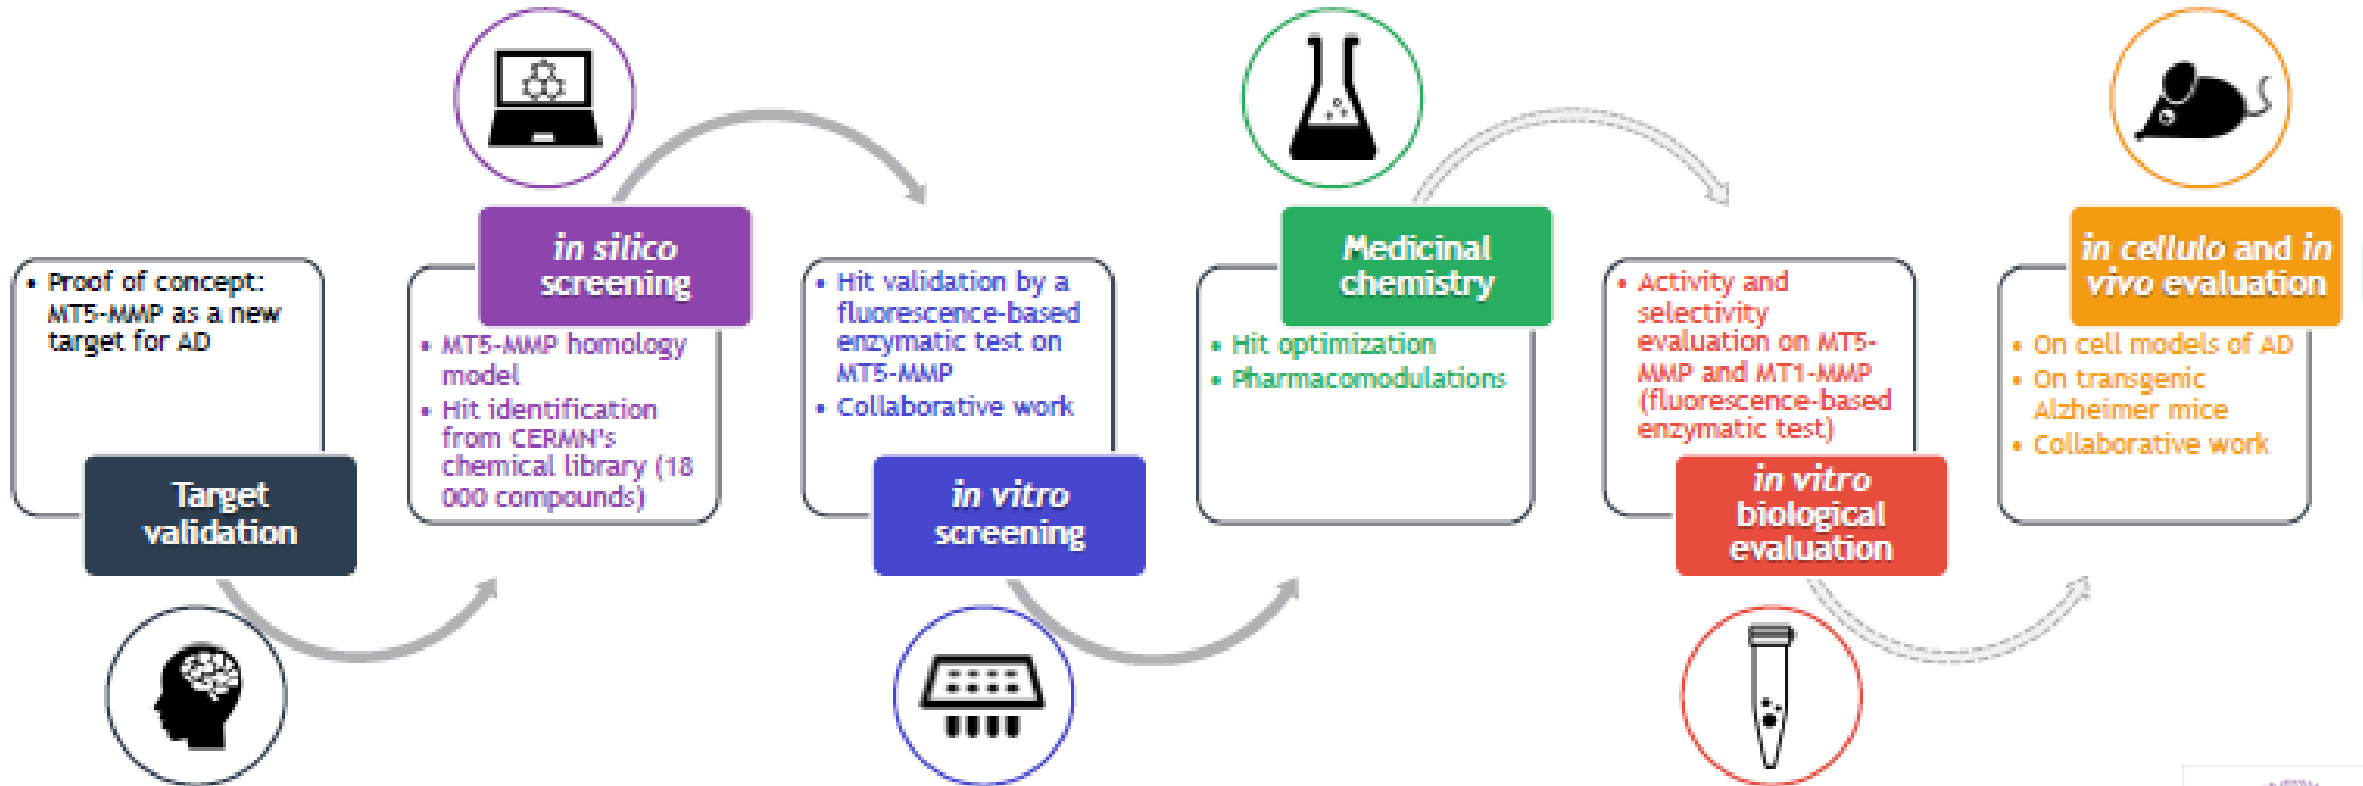 • Proof of concept:
MT5-MMP as a new
target for AD
Target
validation
in silico
screening
• MT5-MMP homology
model
• Hit identification
from CERMN's
chemical library (18
000 compounds)
• Hit validation by a
fluorescence-based
enzymatic test on
MT5-MMP
• Collaborative work
in vitro
screening
Medicinal
chemistry
• Hit optimization
• Pharmacomodulations
• Activity and
selectivity
evaluation on MT5-
MMP and MT1-MMP
(fluorescence-based
enzymatic test)
in vitro
biological
evaluation
in cellulo and in
vivo evaluation
• On cell models of AD
• On transgenic
Alzheimer mice
• Collaborative work